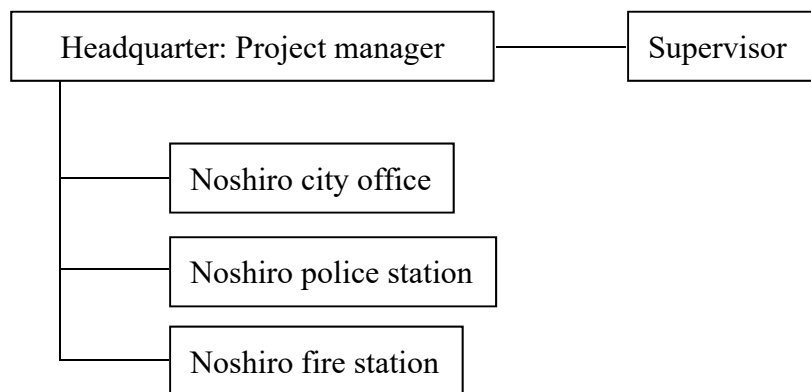 Headquarter: Project manager
Supervisor
Noshiro city office
Noshiro police station
Noshiro fire station